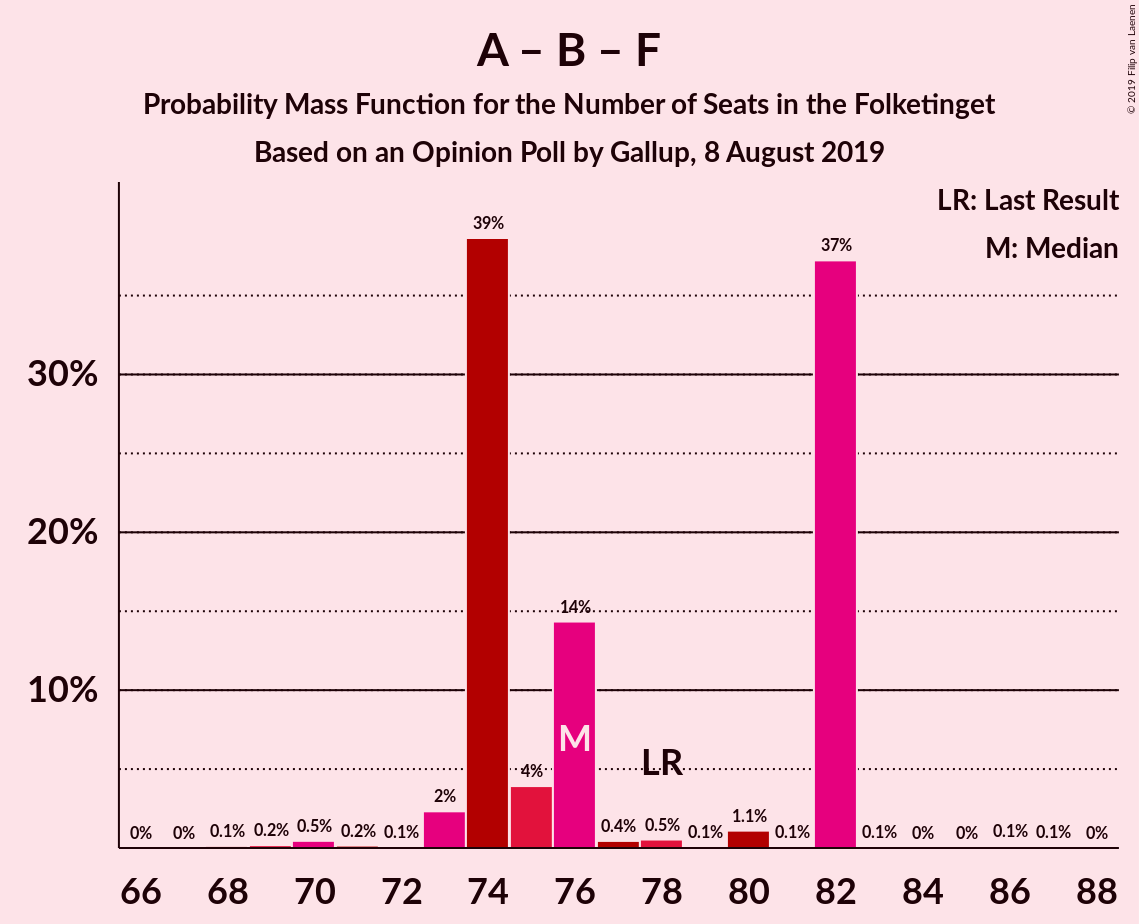 © 2019 Filip van Laenen
A – B – F
Probability Mass Function for the Number of Seats in the Folketinget
Based on an Opinion Poll by Gallup, 8 August 2019
LR: Last Result
M: Median
30%
20%
10%
0%
0%
0.1%
0.2%
0.5%
0.2%
0.1%
2%
39%
4%
14%
0.4%
0.5%
0.1%
1.1%
0.1%
37%
0.1%
0%
0%
0.1%
0.1%
0%
M
LR
66 68 70 72 74 76 78 80 82 84 86 88